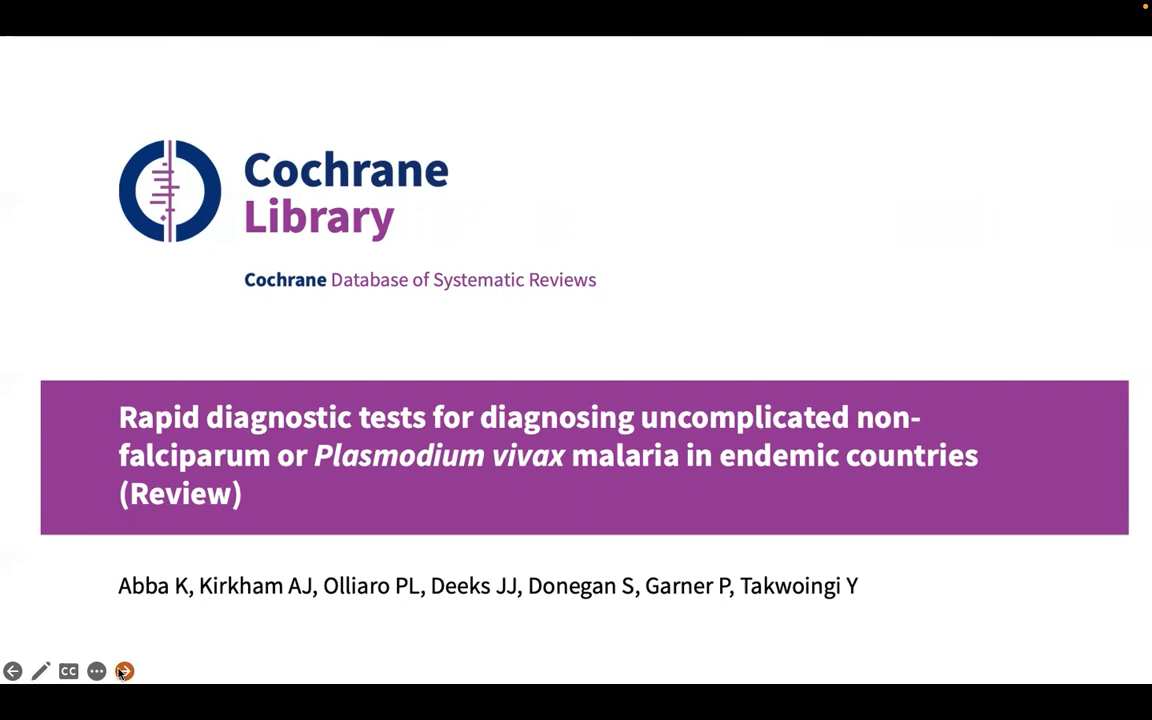 Cochrane
Library
Cochrane Database of Systematic Reviews
Rapid diagnostic tests for diagnosing uncomplicated non-
falciparum or Plasmodium vivax malaria in endemic countries
(Review)
Abba K, Kirkham AJ, Olliaro PL, Deeks JJ, Donegan S, Garner P, Takwoingi Y
CC